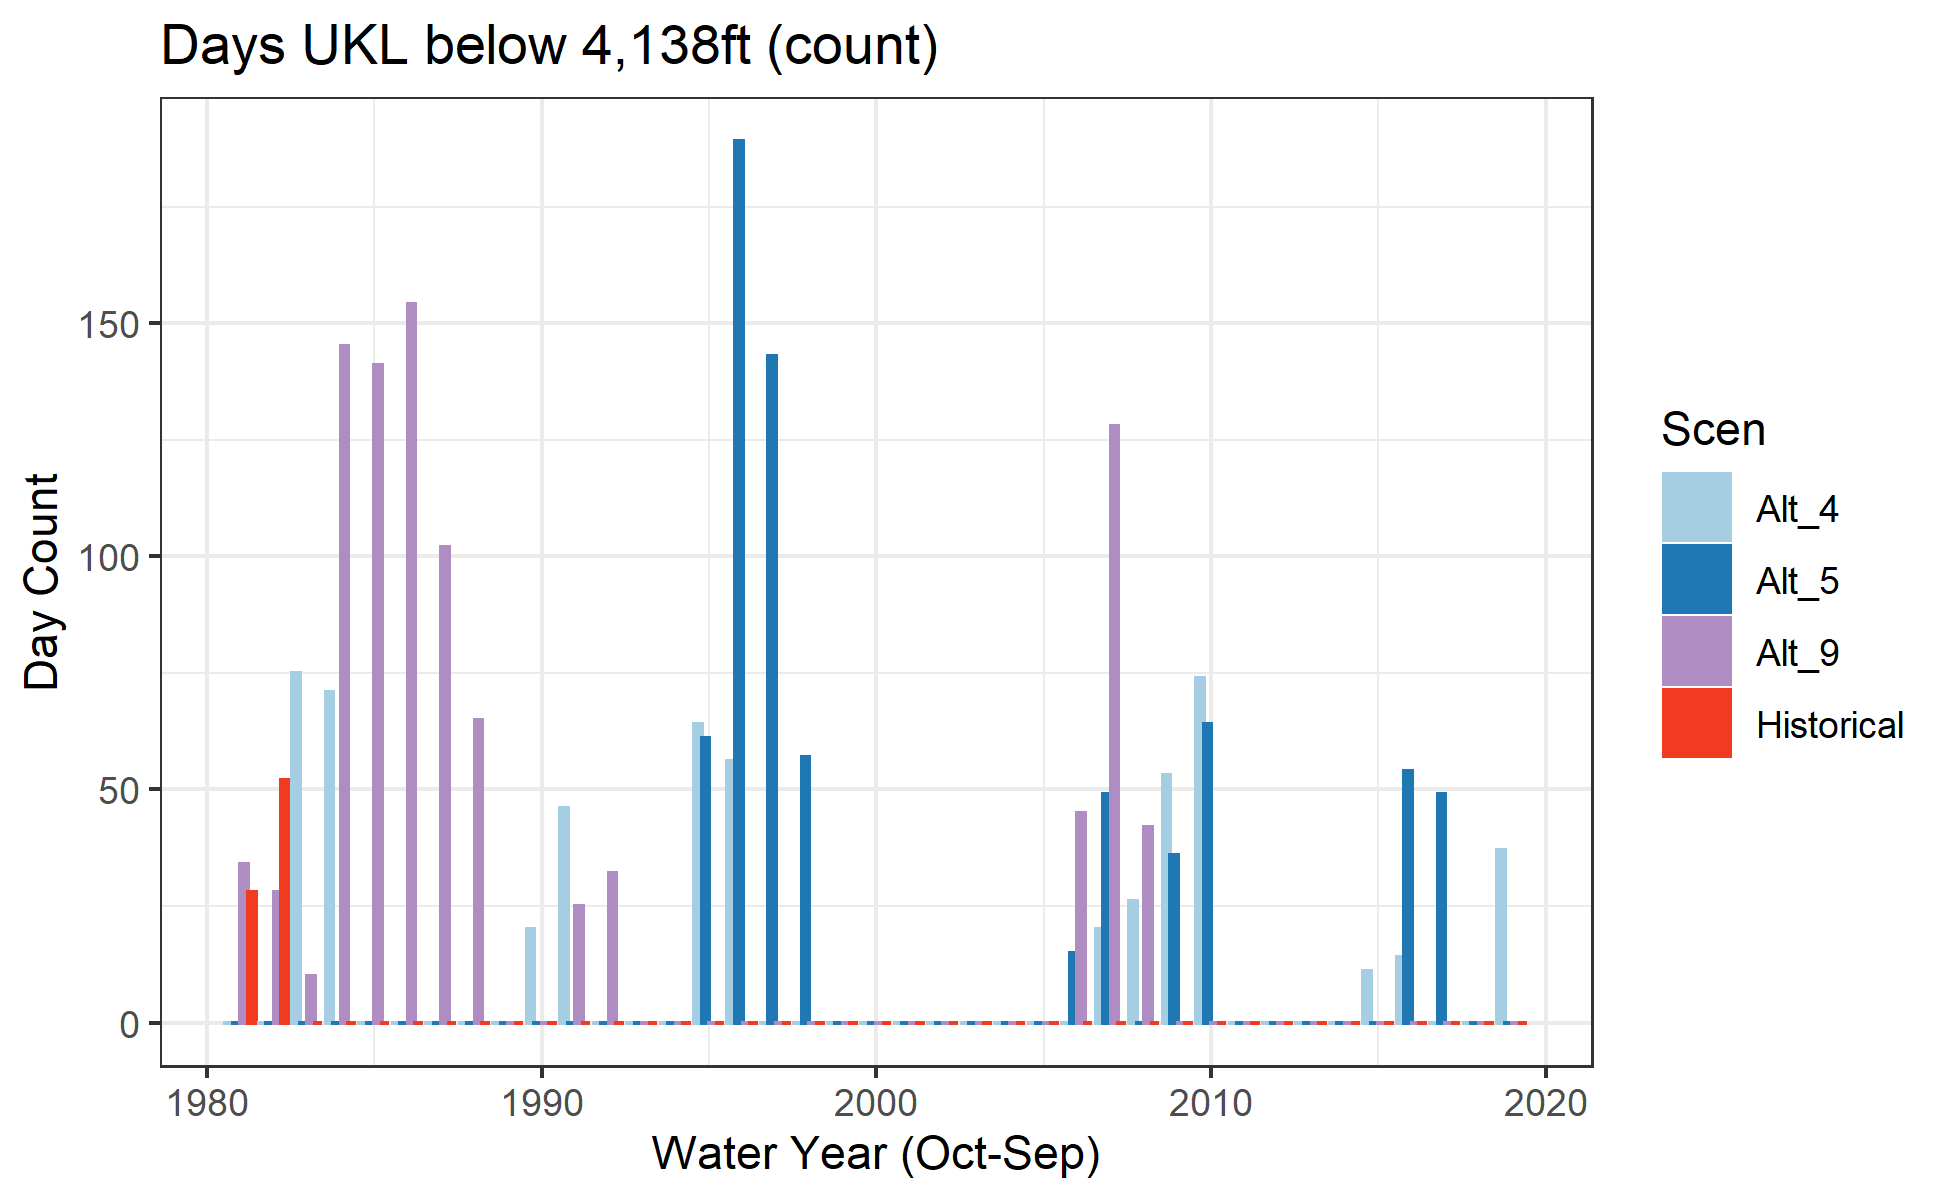 Days UKL below 4,138ft (count)
Day Count
150
100
50
0
1980 1990 2000 2010 2020
Water Year (Oct-Sep)
Scen
Alt_4
Alt_5
Alt_9
Historical